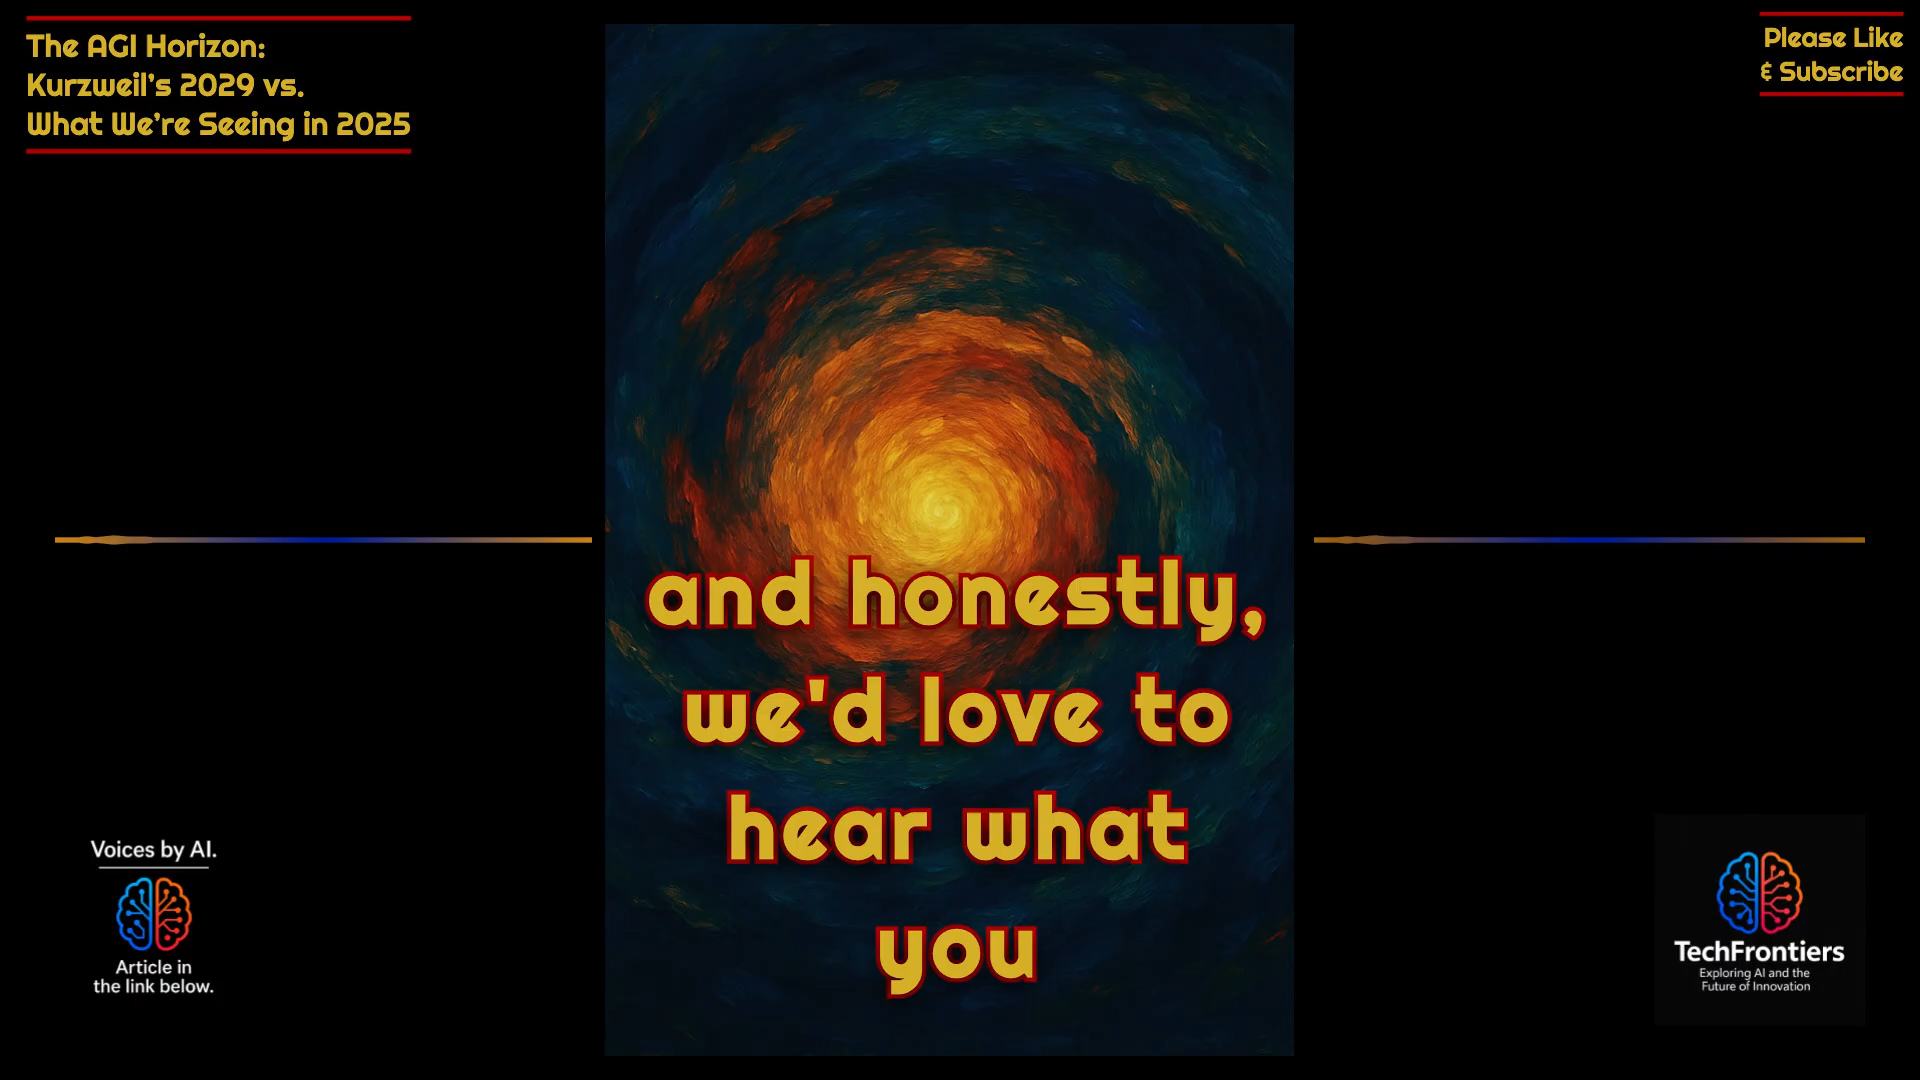 The AGI Horizon:
Kurzweil's 2029 vs.
What We're Seeing in 2025
Please Like
& Subscribe
and honestly,
we'd love to
hear what
you
Voices by AI.
Article in
the link below.
TechFrontiers
Exploring AI and the
Future of Innovation